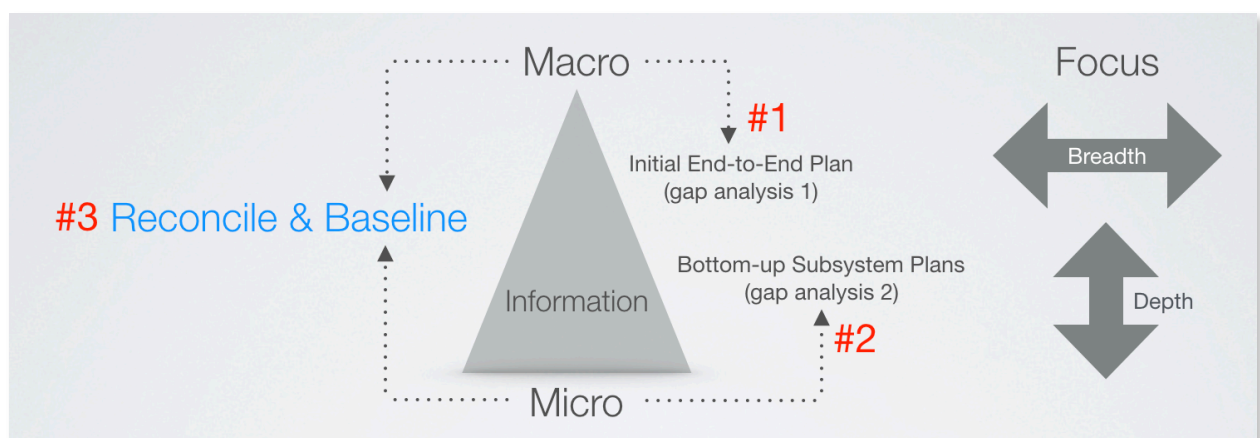 Macro
Focus
#1
Breadth
Initial End-to-End Plan
(gap analysis 1)
#3 Reconcile & Baseline
Bottom-up Subsystem Plans
(gap analysis 2)
Information
Depth
#2
Micro